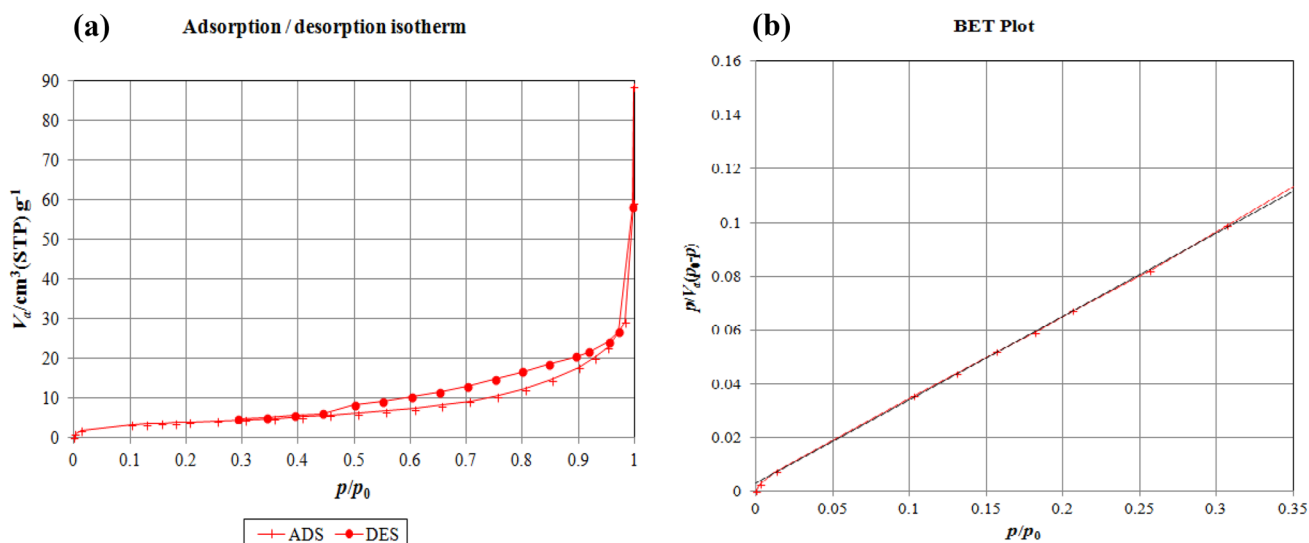 (a)
Adsorption / desorption isotherm
Vₐ/cm³(STP) g⁻¹
90
80
70
60
50
40
30
20
10
0
0 0.1 0.2 0.3 0.4 0.5 0.6 0.7 0.8 0.9 1
p/p₀
ADS DES
(b)
BET Plot
p/Vₐ(p₀-p)
0.16
0.14
0.12
0.1
0.08
0.06
0.04
0.02
0
0 0.05 0.1 0.15 0.2 0.25 0.3 0.35
p/p₀